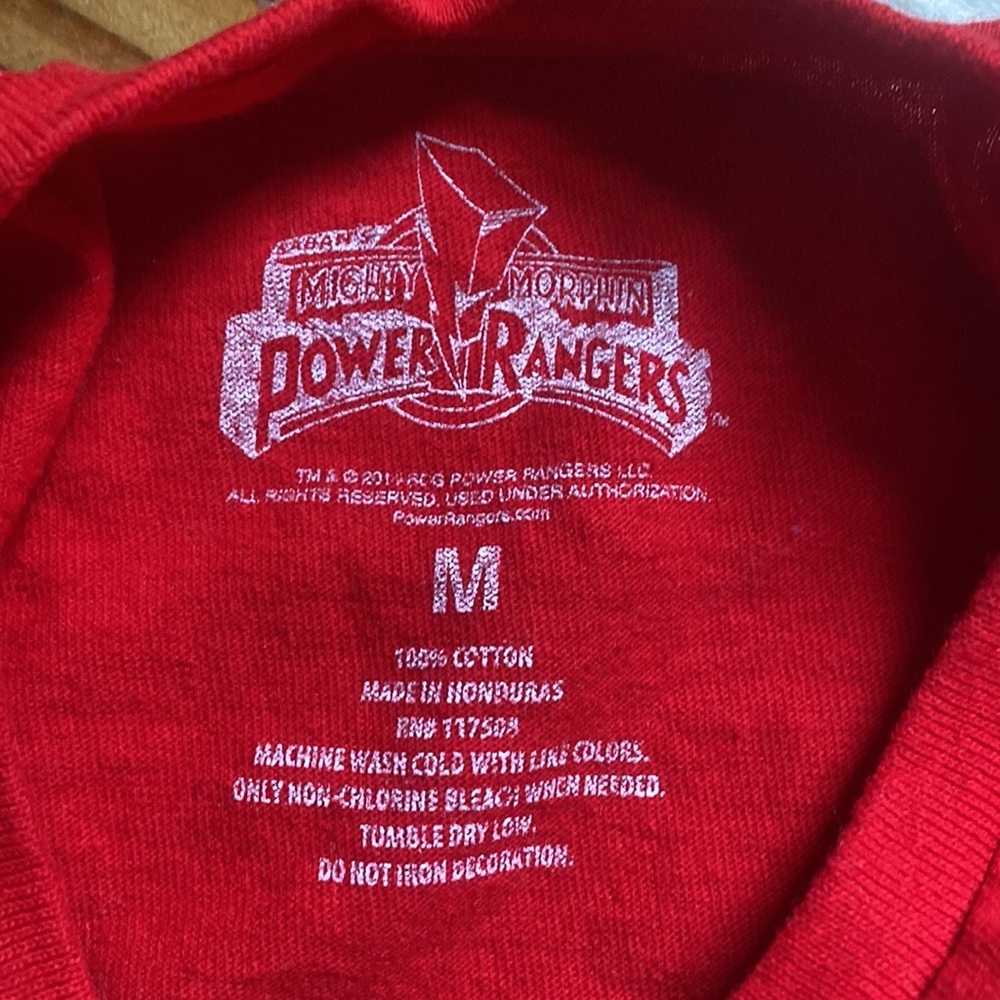 SABAN'S
MIGHTY MORPHIN
POWER RANGERS
TM
TM & © SCG POWER RANGERS LLC.
ALL RIGHTS RESERVED. USED UNDER AUTHORIZATION.
PowerRangers.com
M
100% COTTON
MADE IN HONDURAS
RN#
MACHINE WASH COLD WITH LIKE COLORS.
ONLY NON-CHLORINE BLEACH WHEN NEEDED.
TUMBLE DRY LOW.
DO NOT IRON DECORATION.